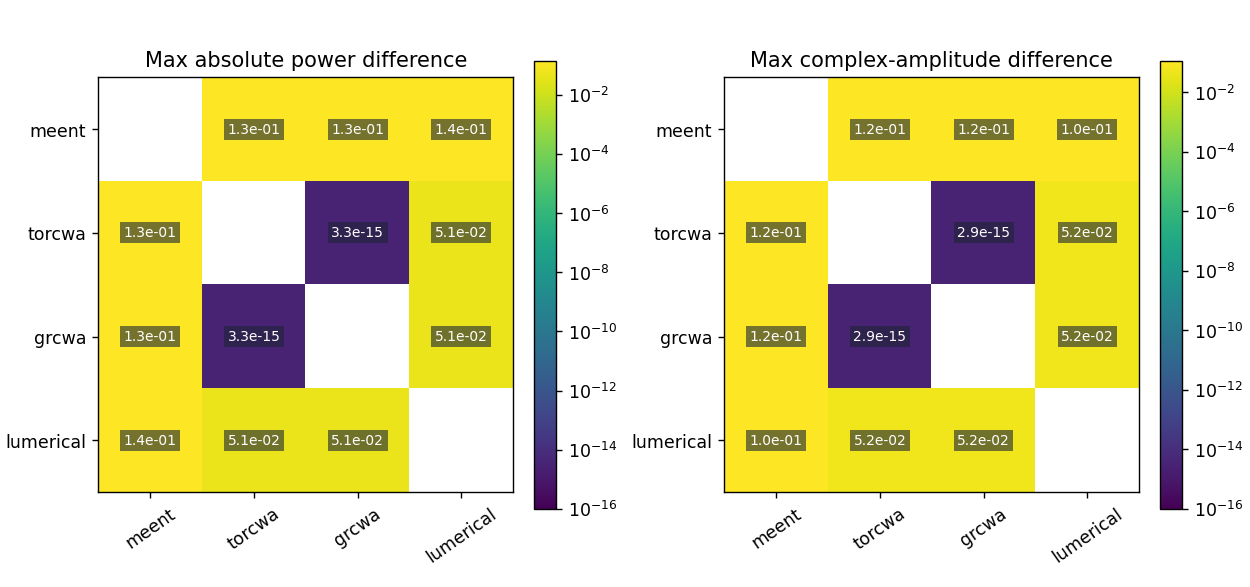 Max absolute power difference
meent
torcwa
grcwa
lumerical
1.3e-01 1.3e-01 1.4e-01
1.3e-01 3.3e-15 5.1e-02
1.3e-01 3.3e-15 5.1e-02
1.4e-01 5.1e-02 5.1e-02
meent torcwa grcwa lumerical
10⁻²
10⁻⁴
10⁻⁶
10⁻⁸
10⁻¹⁰
10⁻¹²
10⁻¹⁴
10⁻¹⁶
Max complex-amplitude difference
meent
torcwa
grcwa
lumerical
1.2e-01 1.2e-01 1.0e-01
1.2e-01 2.9e-15 5.2e-02
1.2e-01 2.9e-15 5.2e-02
1.0e-01 5.2e-02 5.2e-02
meent torcwa grcwa lumerical
10⁻²
10⁻⁴
10⁻⁶
10⁻⁸
10⁻¹⁰
10⁻¹²
10⁻¹⁴
10⁻¹⁶